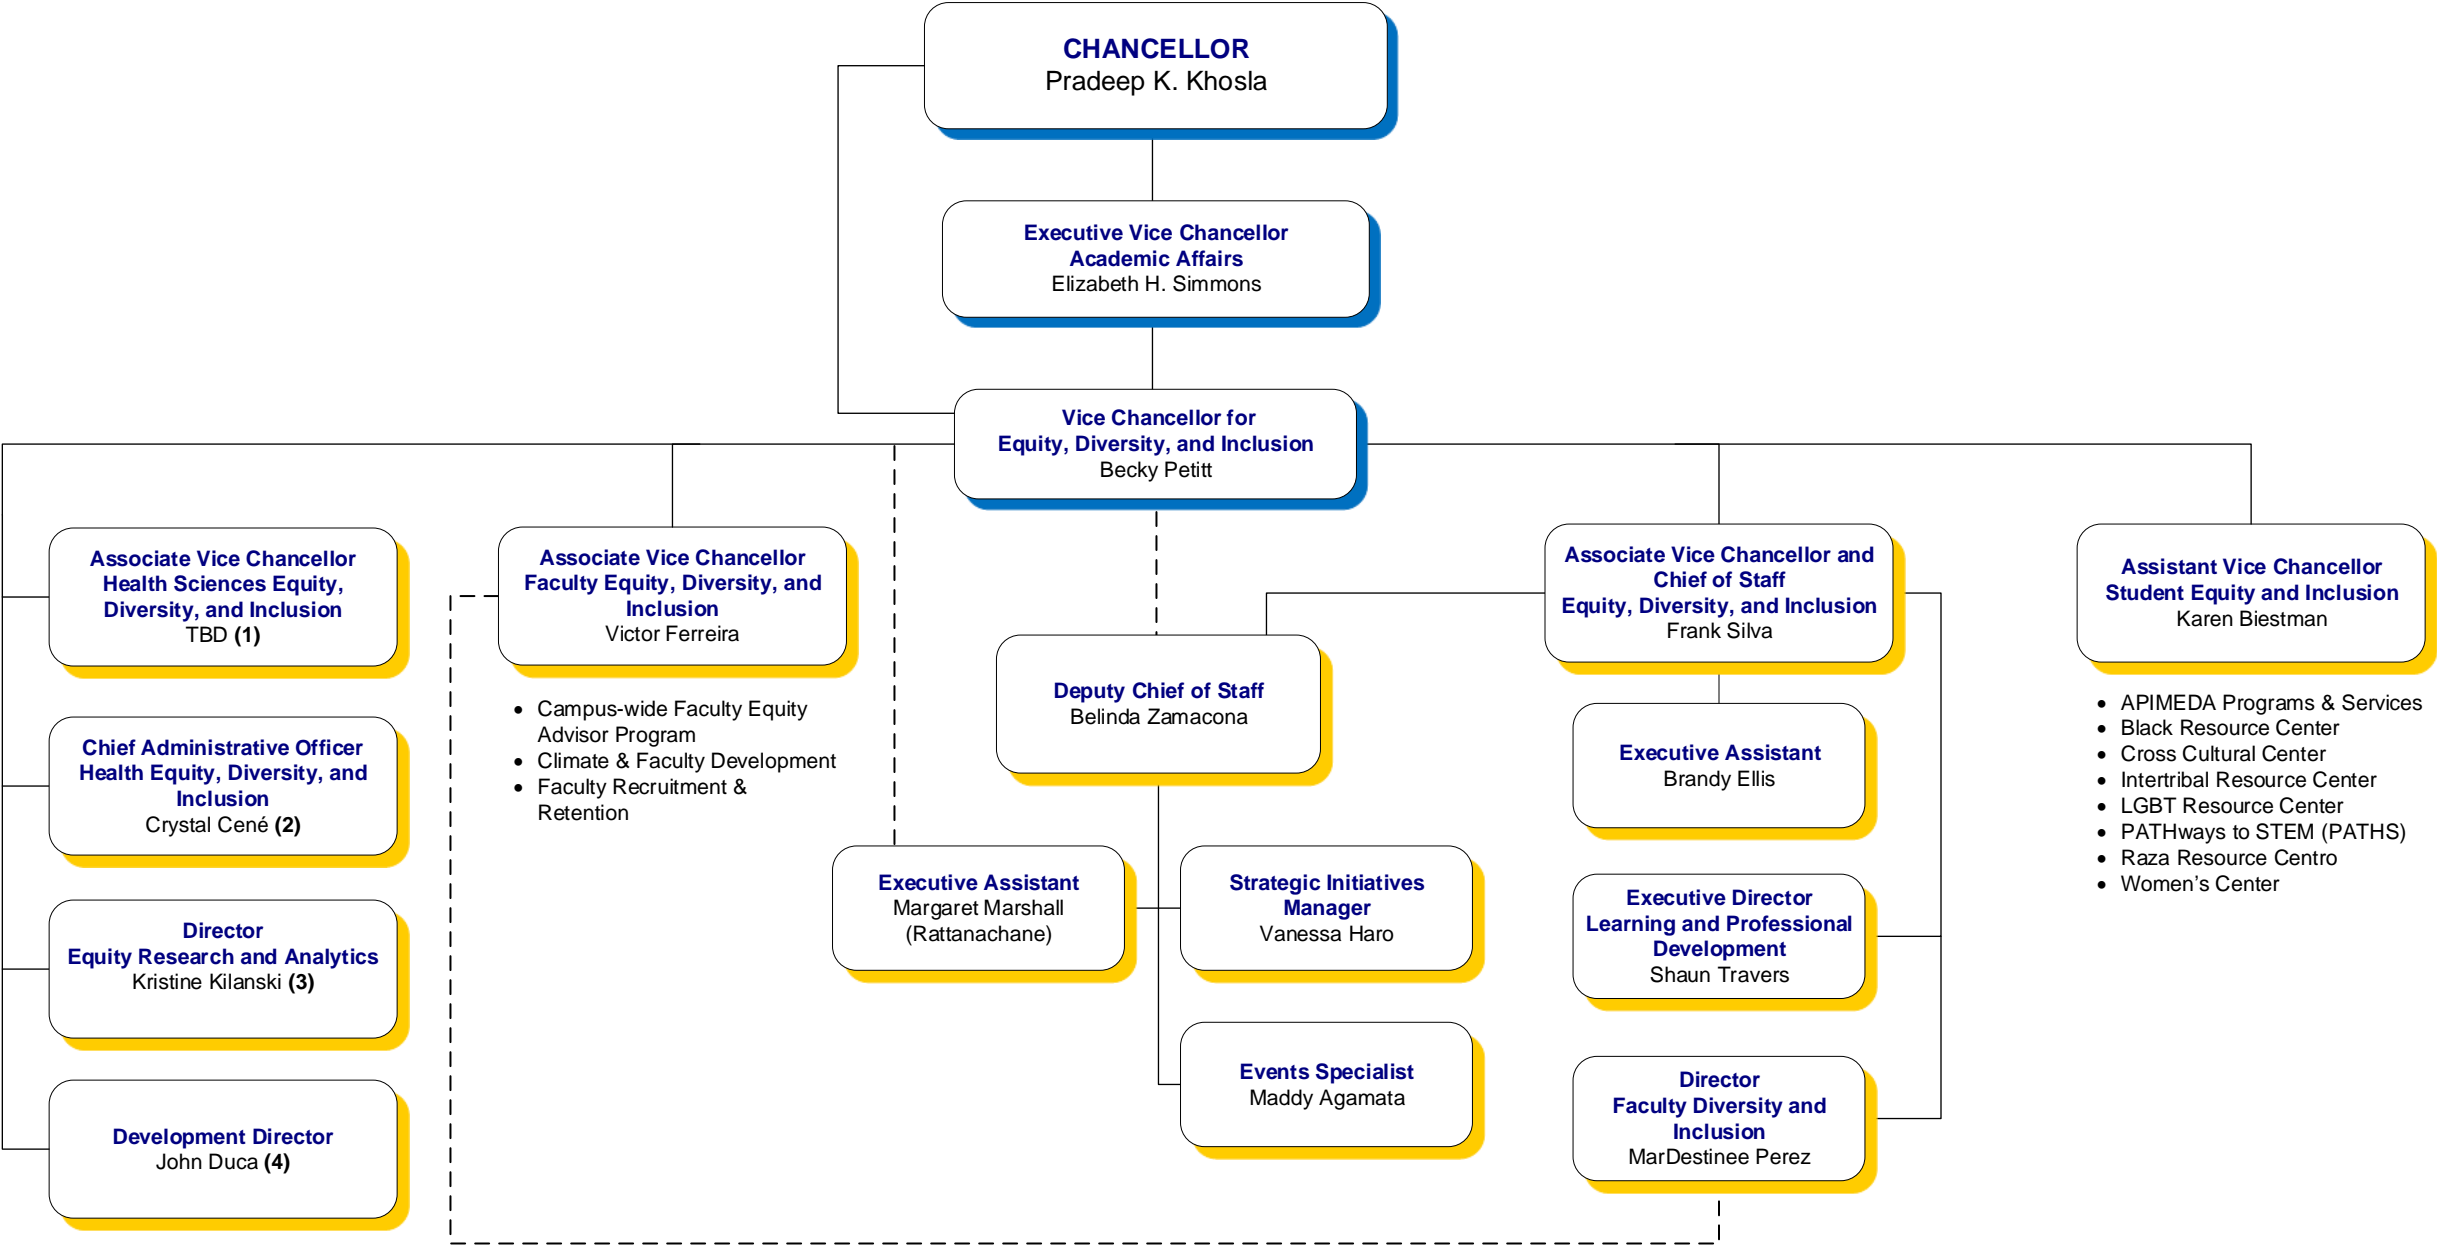 CHANCELLOR
Pradeep K. Khosla
Executive Vice Chancellor
Academic Affairs
Elizabeth H. Simmons
Vice Chancellor for
Equity, Diversity, and Inclusion
Becky Petitt
Associate Vice Chancellor
Health Sciences Equity,
Diversity, and Inclusion
TBD (1)
Chief Administrative Officer
Health Equity, Diversity, and
Inclusion
Crystal Cené (2)
Director
Equity Research and Analytics
Kristine Kilanski (3)
Development Director
John Duca (4)
Associate Vice Chancellor
Faculty Equity, Diversity, and
Inclusion
Victor Ferreira
• Campus-wide Faculty Equity
Advisor Program
• Climate & Faculty Development
• Faculty Recruitment &
Retention
Deputy Chief of Staff
Belinda Zamacona
Executive Assistant
Margaret Marshall
(Rattanachane)
Strategic Initiatives
Manager
Vanessa Haro
Events Specialist
Maddy Agamata
Associate Vice Chancellor and
Chief of Staff
Equity, Diversity, and Inclusion
Frank Silva
Executive Assistant
Brandy Ellis
Executive Director
Learning and Professional
Development
Shaun Travers
Director
Faculty Diversity and
Inclusion
MarDestinee Perez
Assistant Vice Chancellor
Student Equity and Inclusion
Karen Biestman
• APIMEDA Programs & Services
• Black Resource Center
• Cross Cultural Center
• Intertribal Resource Center
• LGBT Resource Center
• PATHways to STEM (PATHS)
• Raza Resource Centro
• Women's Center